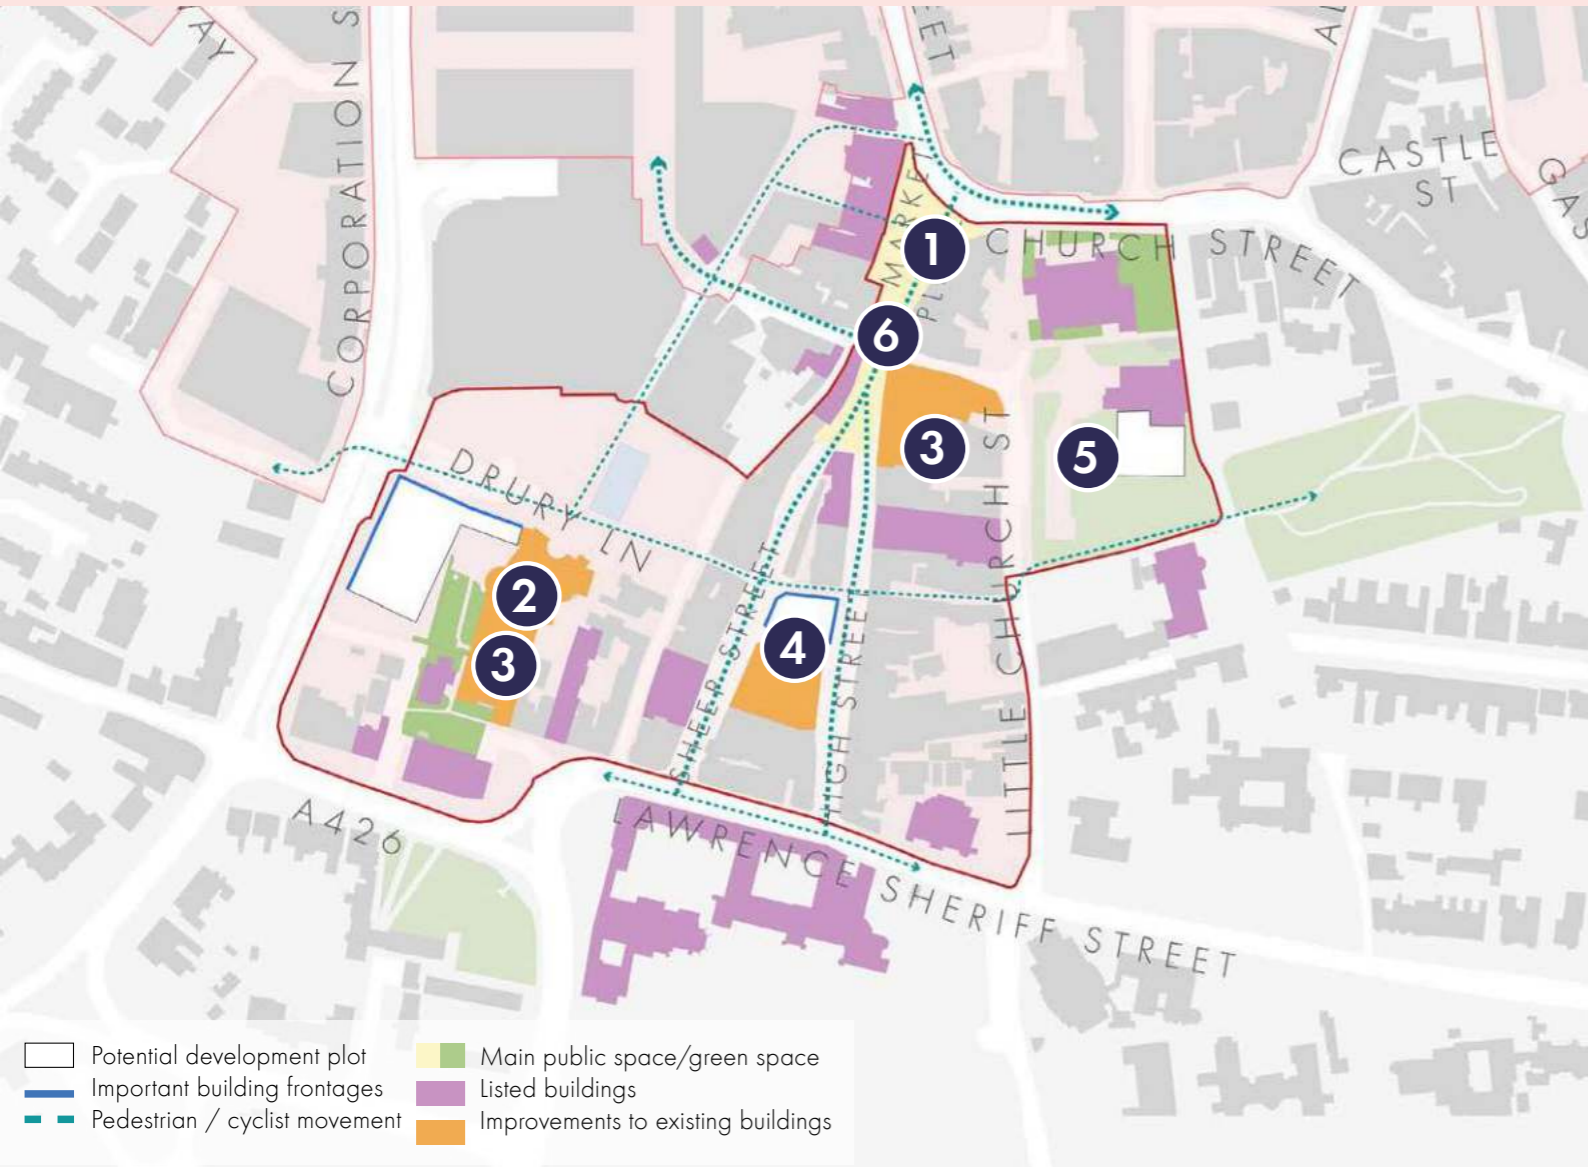 CORPORATION S
CASTLE
ST
GAS
MARKET
PL
CHURCH STREET
1
6
3
5
DRURY LN
2
3
4
SHEEP STREET
HIGH STREET
LITTLE CHURCH ST
A426
LAWRENCE SHERIFF STREET
Potential development plot
Important building frontages
Pedestrian / cyclist movement
Main public space/green space
Listed buildings
Improvements to existing buildings